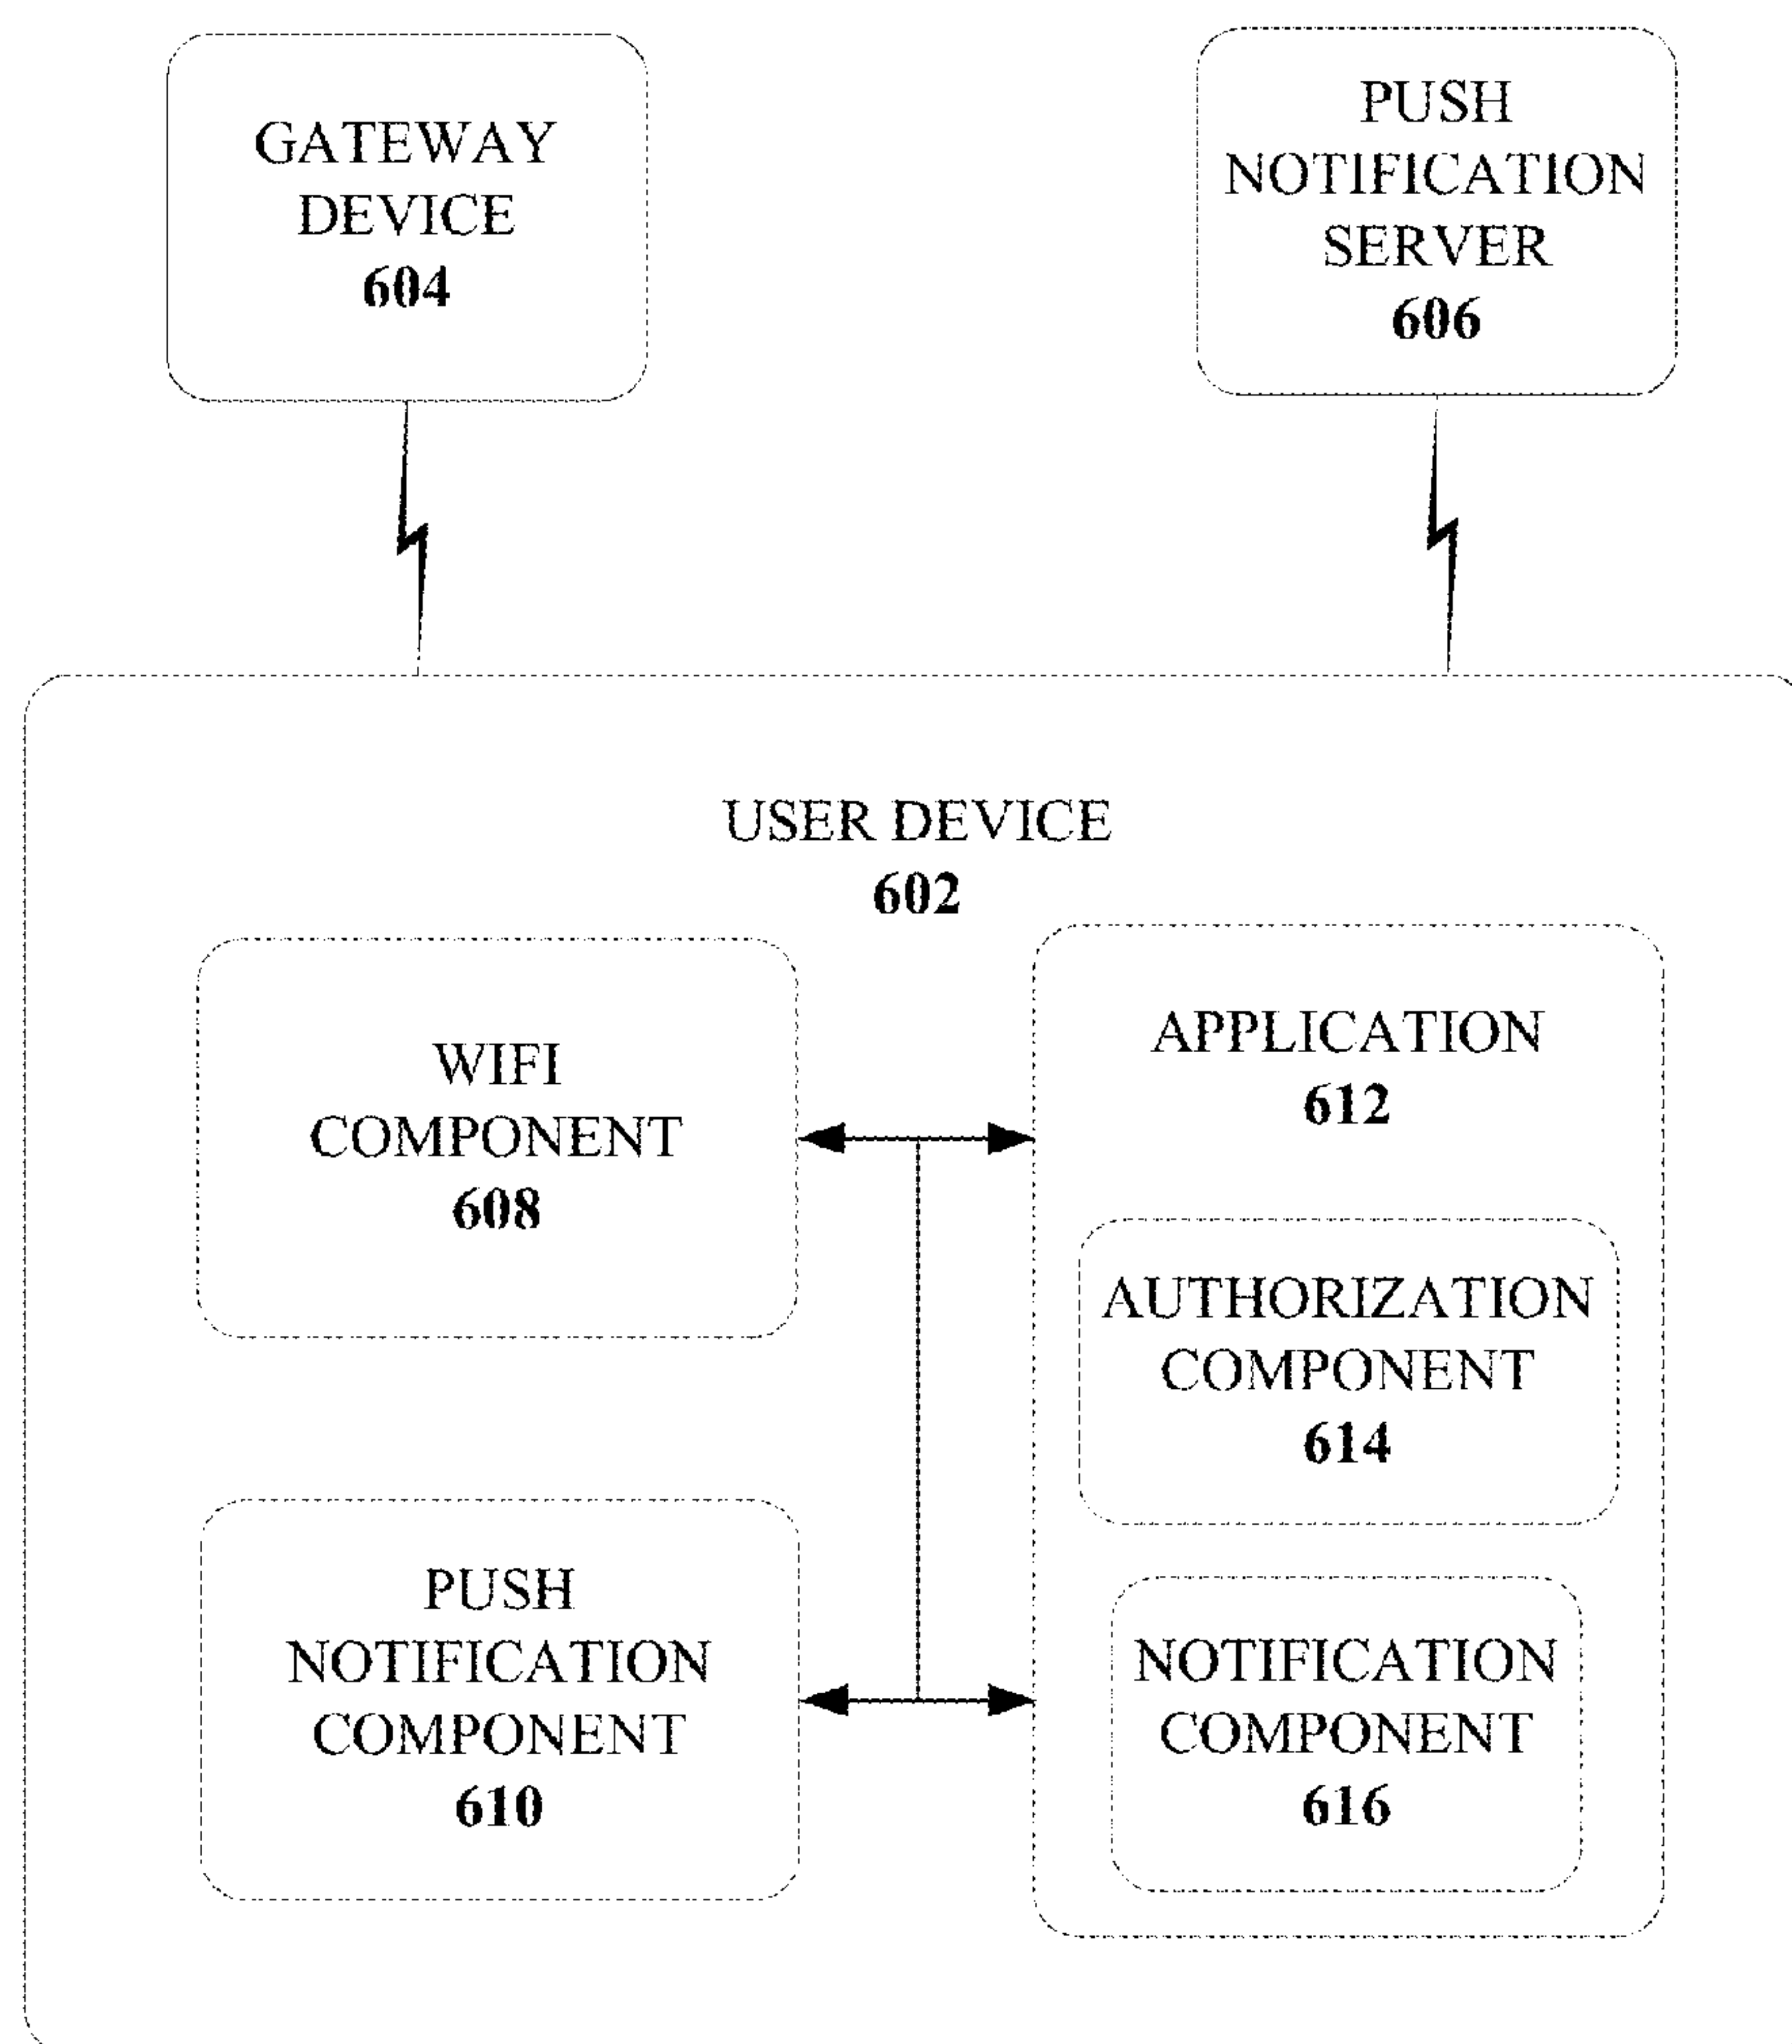 GATEWAY
DEVICE
604
PUSH
NOTIFICATION
SERVER
606
USER DEVICE
602
WIFI
COMPONENT
608
APPLICATION
612
AUTHORIZATION
COMPONENT
614
PUSH
NOTIFICATION
COMPONENT
610
NOTIFICATION
COMPONENT
616